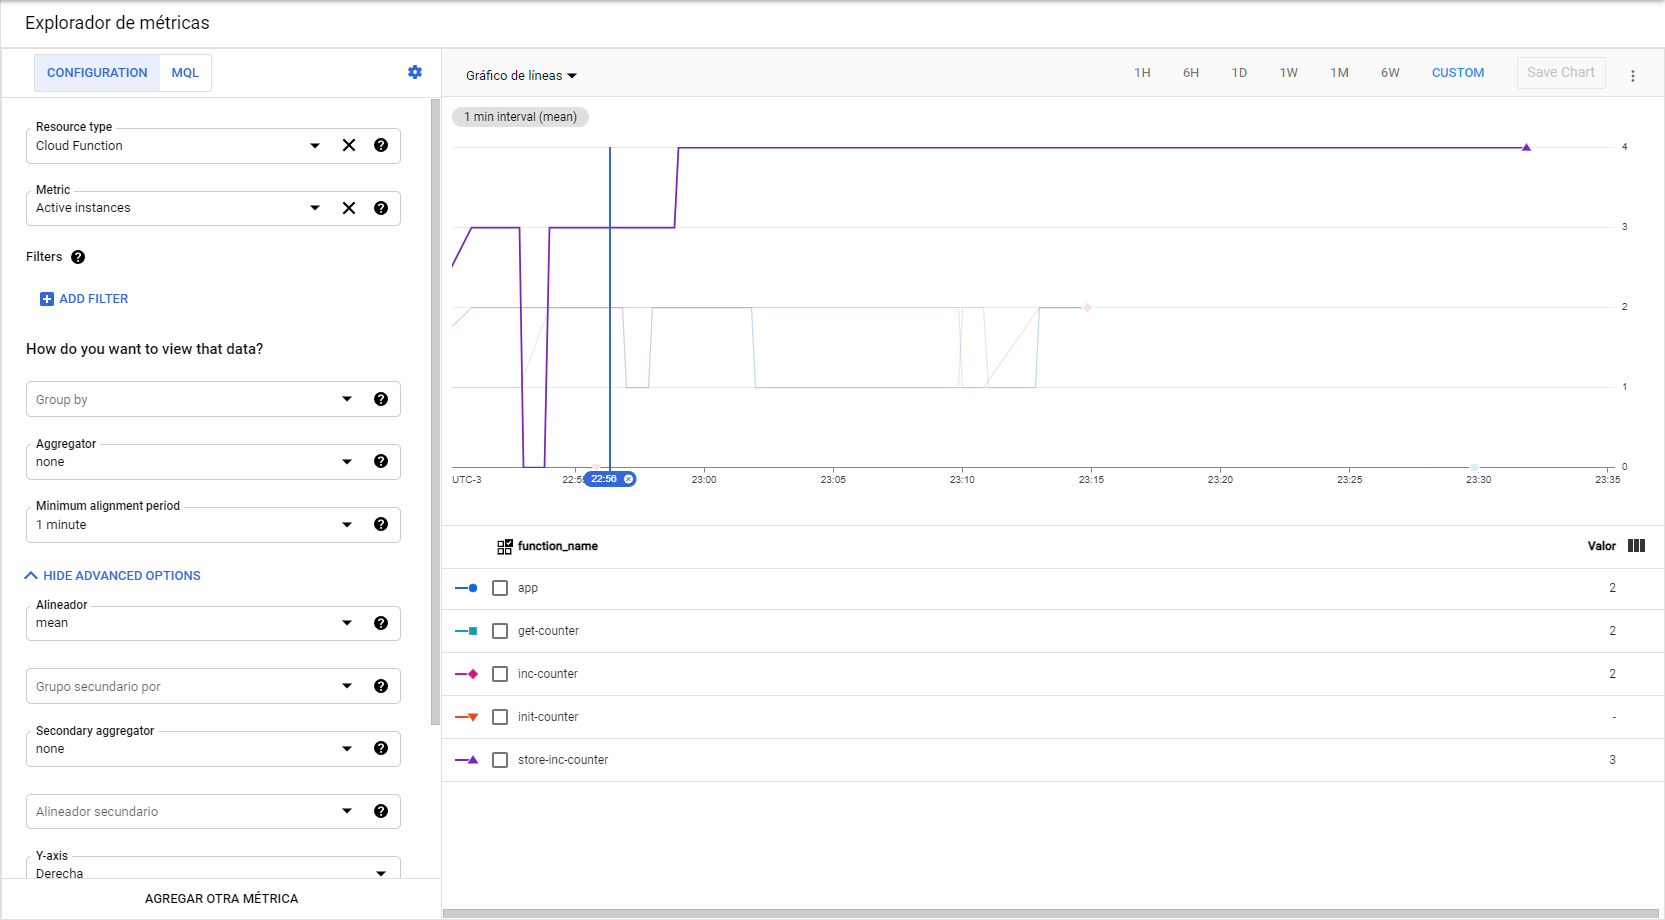 Explorador de métricas
CONFIGURATION
MQL
Resource type
Cloud Function
Metric
Active instances
Filters
ADD FILTER
How do you want to view that data?
Group by
Aggregator
none
Minimum alignment period
1 minute
HIDE ADVANCED OPTIONS
Alineador
mean
Grupo secundario por
Secondary aggregator
none
Alineador secundario
Y-axis
Derecha
AGREGAR OTRA MÉTRICA
Gráfico de líneas
1H 6H 1D 1W 1M 6W CUSTOM Save Chart
1 min interval (mean)
4
3
2
1
0
UTC-3 22:55 22:56 23:00 23:05 23:10 23:15 23:20 23:25 23:30 23:35
function_name Valor
app 2
get-counter 2
inc-counter 2
init-counter -
store-inc-counter 3